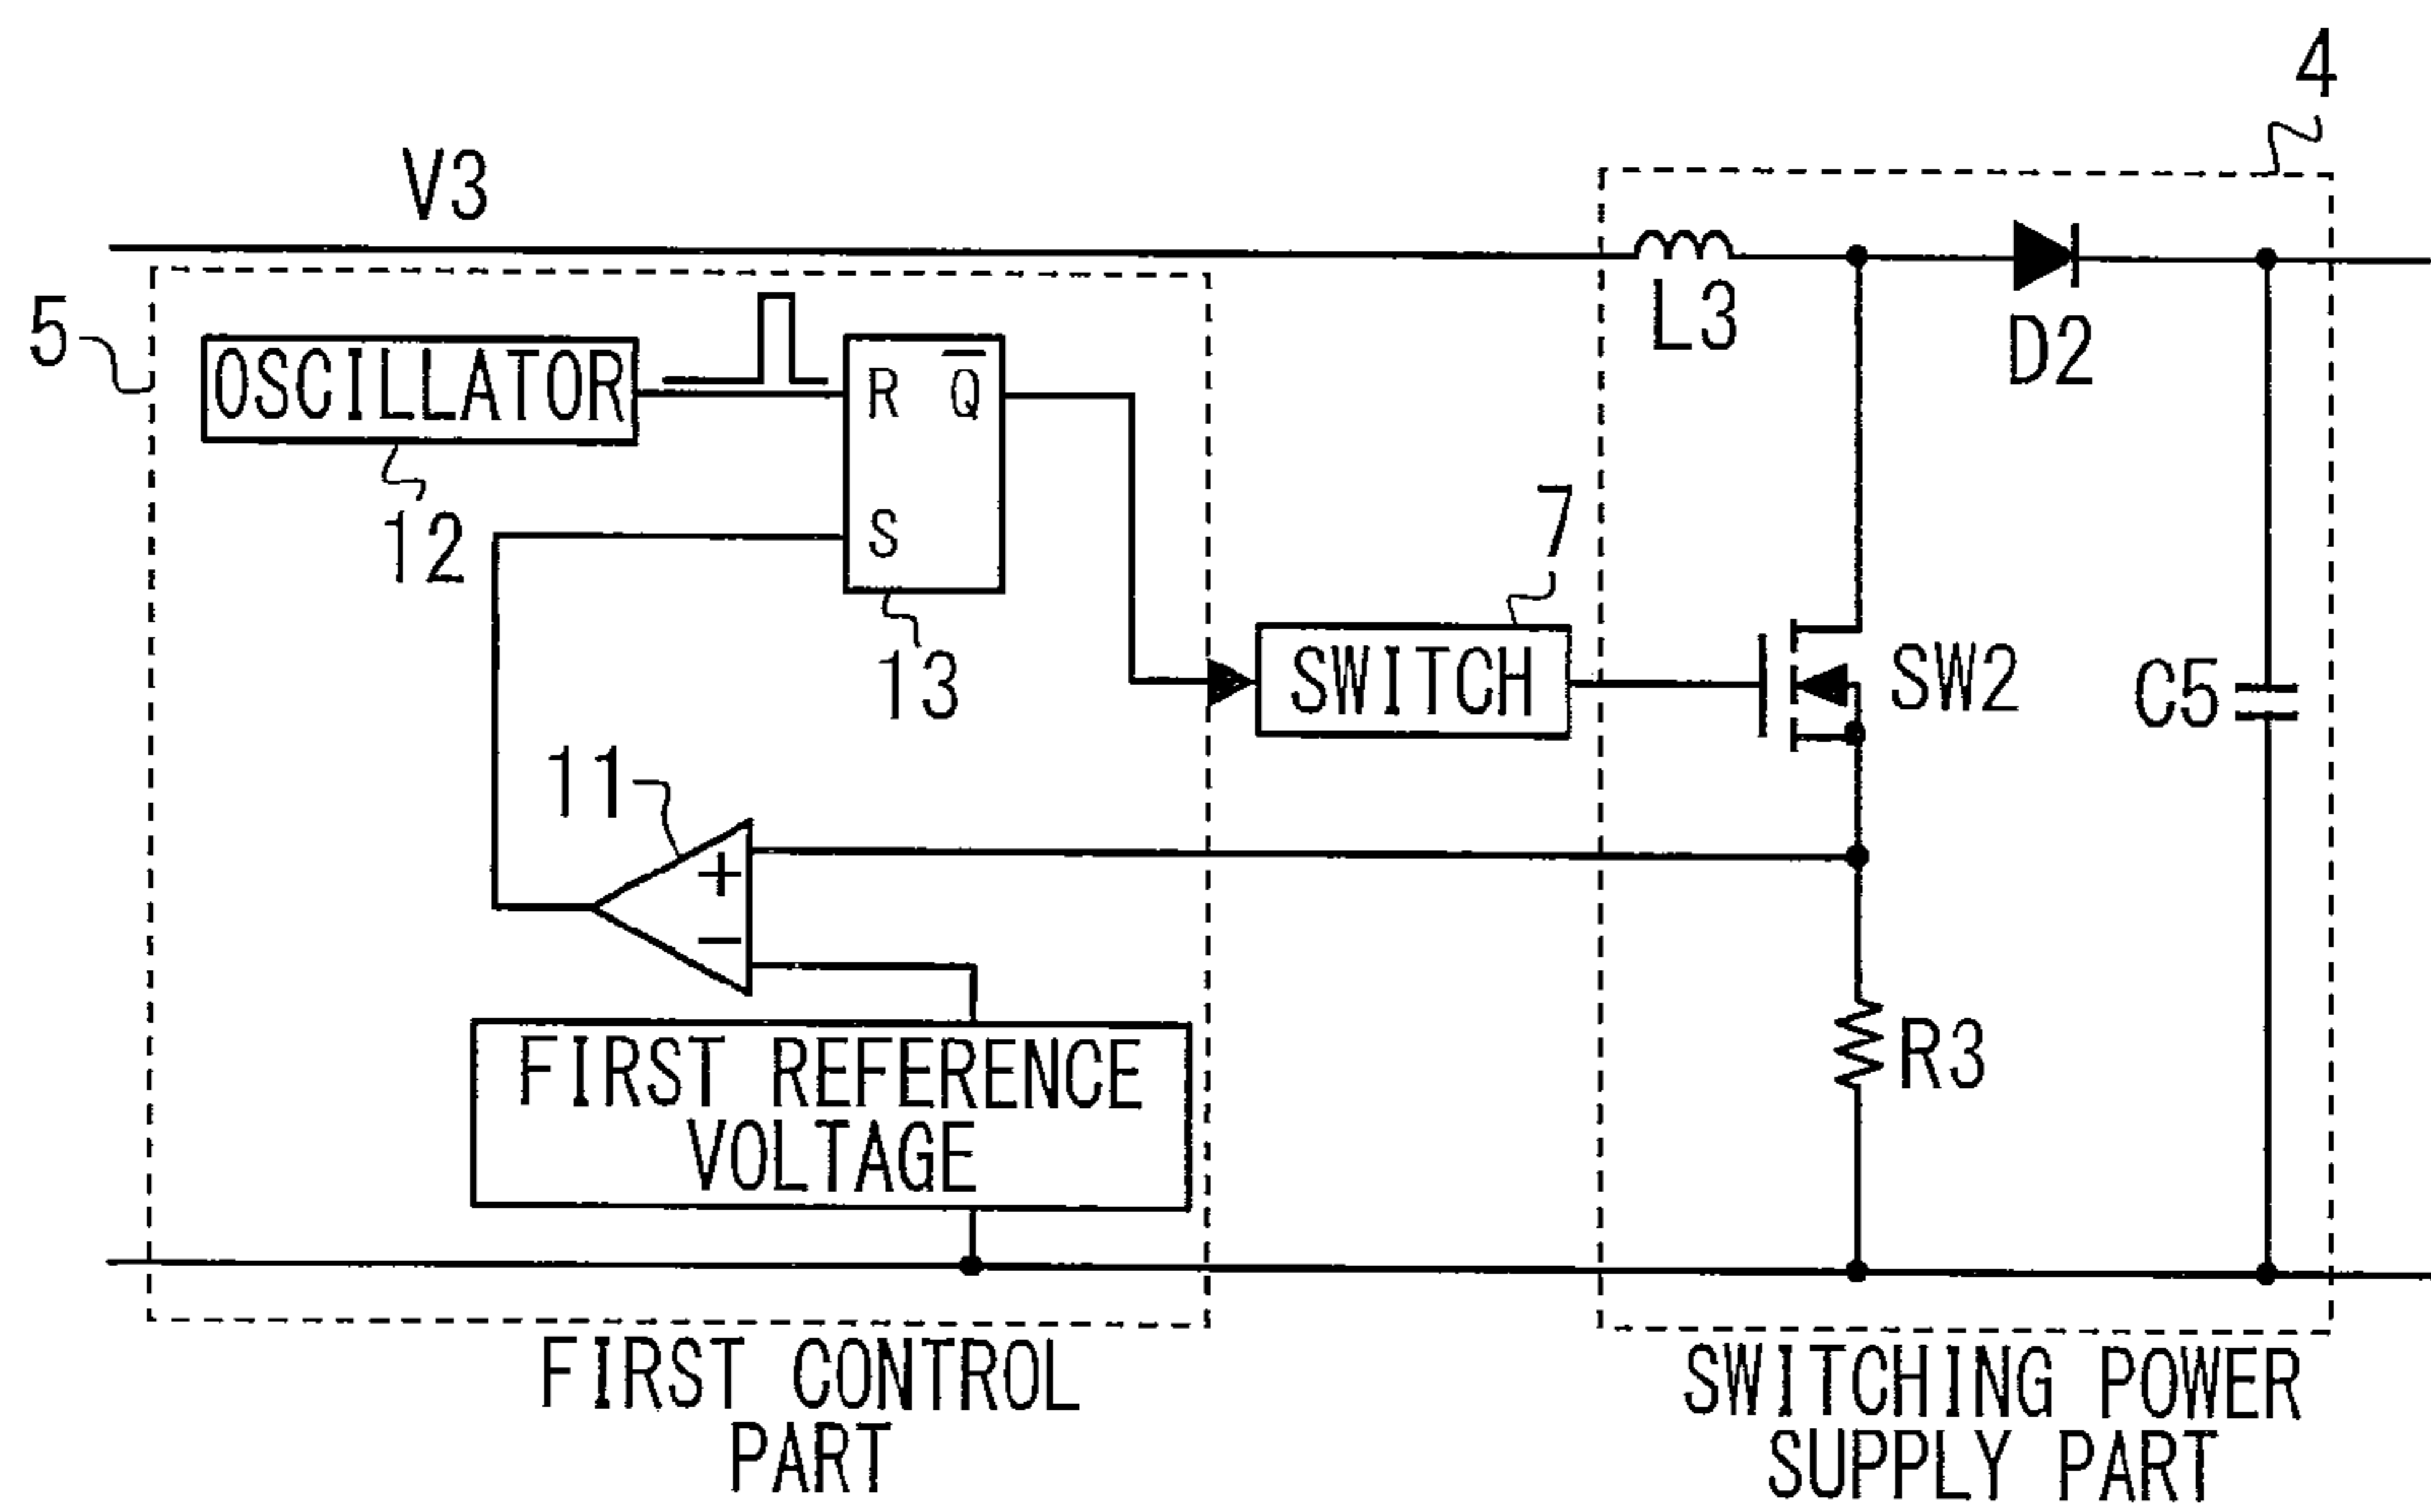 4
V3
5
OSCILLATOR
R
Q̅
L3
D2
12
S
7
13
SWITCH
SW2
C5
11
+
−
FIRST REFERENCE
VOLTAGE
R3
FIRST CONTROL
PART
SWITCHING POWER
SUPPLY PART